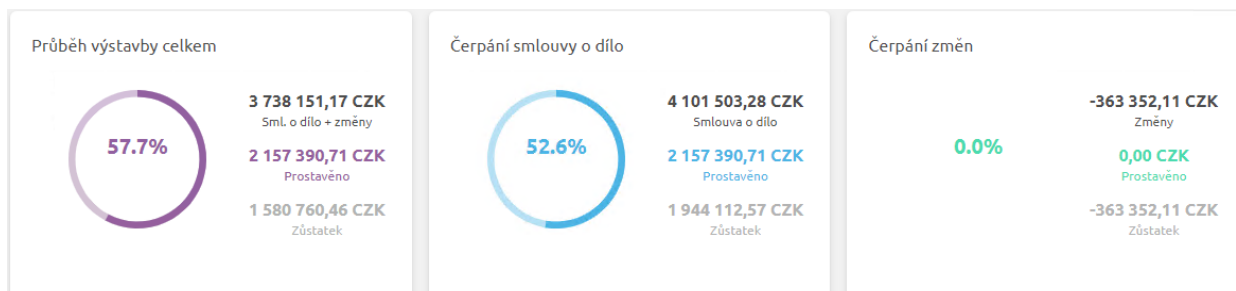 Průběh výstavby celkem
57.7%
3 738 151,17 CZK
Sml. o dílo + změny
2 157 390,71 CZK
Prostavěno
1 580 760,46 CZK
Zůstatek
Čerpání smlouvy o dílo
52.6%
4 101 503,28 CZK
Smlouva o dílo
2 157 390,71 CZK
Prostavěno
1 944 112,57 CZK
Zůstatek
Čerpání změn
0.0%
-363 352,11 CZK
Změny
0,00 CZK
Prostavěno
-363 352,11 CZK
Zůstatek